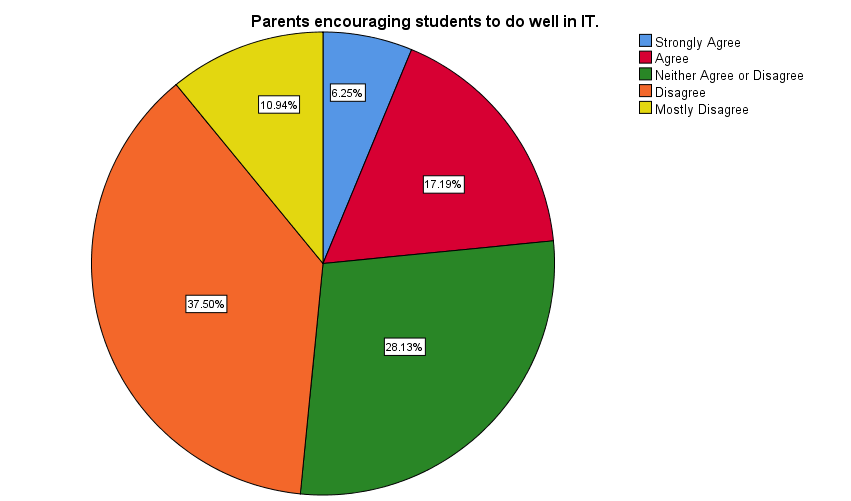 Parents encouraging students to do well in IT.
Strongly Agree
Agree
Neither Agree or Disagree
Disagree
Mostly Disagree
6.25%
10.94%
17.19%
37.50%
28.13%